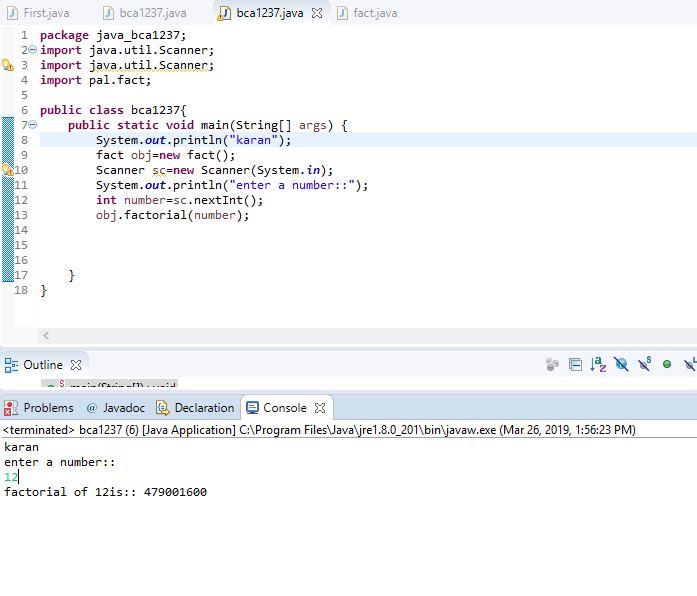 First.java bca1237.java bca1237.java fact.java
1 package java_bca1237;
2 import java.util.Scanner;
3 import java.util.Scanner;
4 import pal.fact;
5
6 public class bca1237{
7 public static void main(String[] args) {
8 System.out.println("karan");
9 fact obj=new fact();
10 Scanner sc=new Scanner(System.in);
11 System.out.println("enter a number::");
12 int number=sc.nextInt();
13 obj.factorial(number);
14
15
16
17 }
18 }
Outline
main(String[]) : void
Problems @ Javadoc Declaration Console
<terminated> bca1237 (6) [Java Application] C:\Program Files\Java\jre1.8.0_201\bin\javaw.exe (Mar 26, 2019, 1:56:23 PM)
karan
enter a number::
12
factorial of 12is:: 479001600